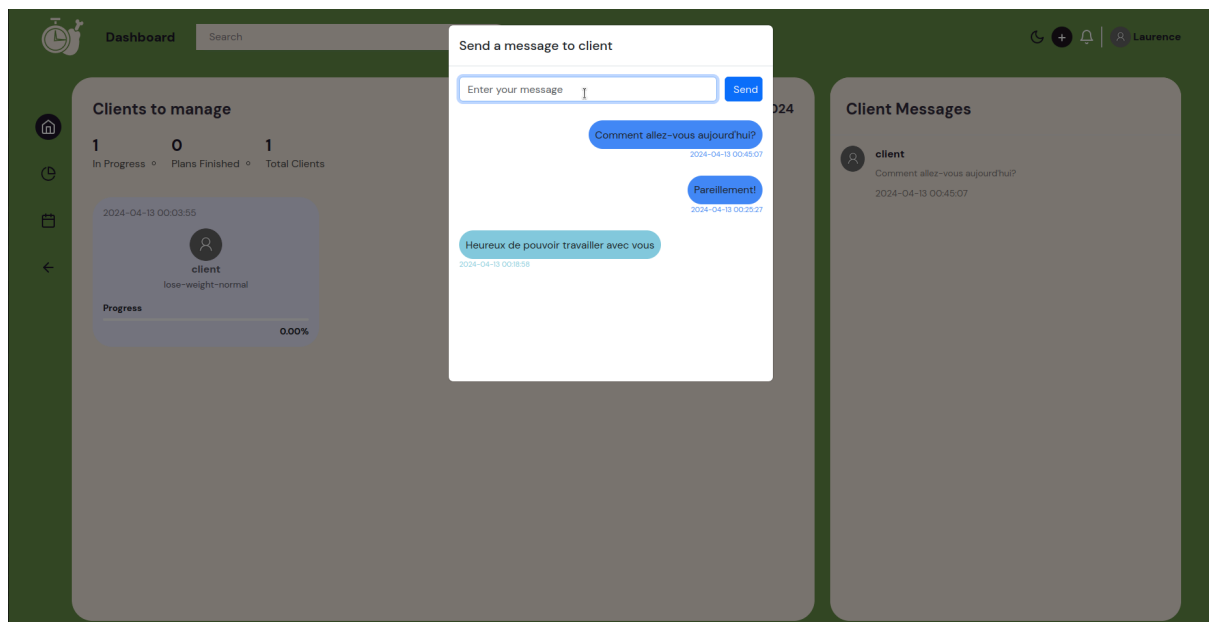 Dashboard
Search
Laurence
Clients to manage
024
1
0
1
In Progress
Plans Finished
Total Clients
2024-04-13 00:03:55
client
lose-weight-normal
Progress
0.00%
Send a message to client
Enter your message
Send
Comment allez-vous aujourd'hui?
2024-04-13 00:45:07
Pareillement!
2024-04-13 00:25:27
Heureux de pouvoir travailler avec vous
2024-04-13 00:18:58
Client Messages
client
Comment allez-vous aujourd'hui?
2024-04-13 00:45:07